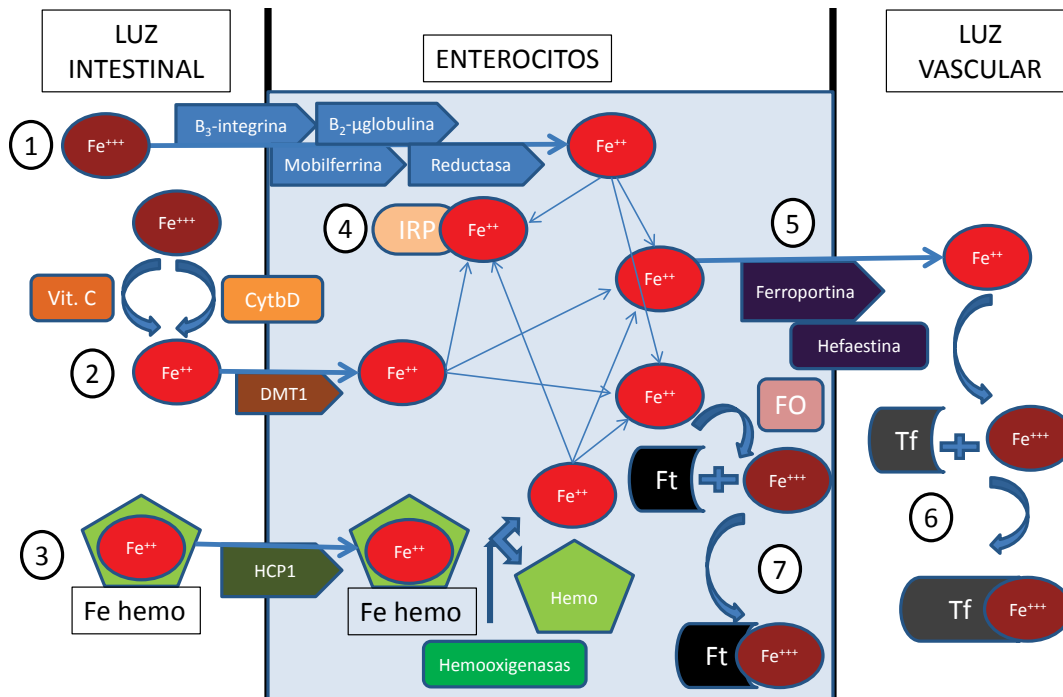 LUZ
INTESTINAL
ENTEROCITOS
LUZ
VASCULAR
1
Fe+++
B3-integrina
B2-µglobulina
Mobilferrina
Reductasa
Fe++
Fe+++
4
IRP
Fe++
5
Fe++
Fe++
Vit. C
CytbD
Ferroportina
Hefaestina
2
Fe++
DMT1
Fe++
Fe++
FO
Tf
Fe+++
Ft
Fe+++
Fe++
6
3
Fe++
HCP1
Fe++
Fe hemo
Fe hemo
Hemo
7
Hemooxigenasas
Ft
Fe+++
Tf
Fe+++